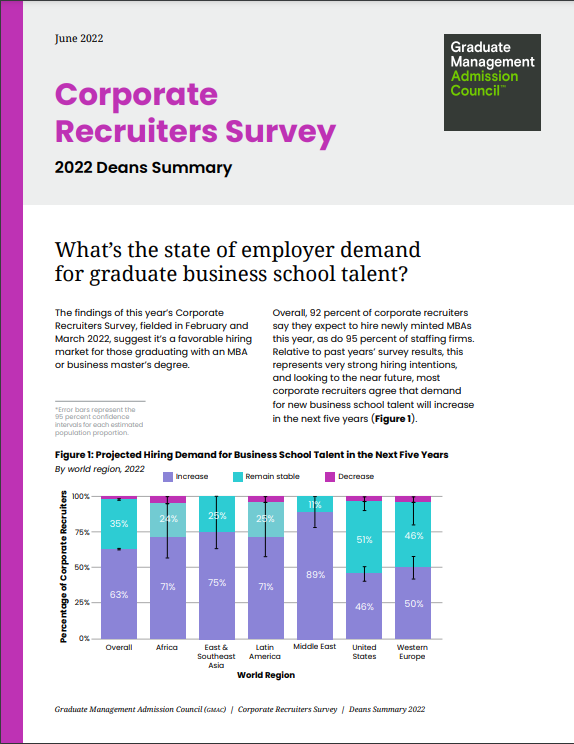 June 2022
Graduate
Management
Admission
Council™
Corporate
Recruiters Survey
2022 Deans Summary
What's the state of employer demand
for graduate business school talent?
The findings of this year's Corporate
Recruiters Survey, fielded in February and
March 2022, suggest it's a favorable hiring
market for those graduating with an MBA
or business master's degree.
*Error bars represent the
95 percent confidence
intervals for each estimated
population proportion.
Overall, 92 percent of corporate recruiters
say they expect to hire newly minted MBAs
this year, as do 95 percent of staffing firms.
Relative to past years' survey results, this
represents very strong hiring intentions,
and looking to the near future, most
corporate recruiters agree that demand
for new business school talent will increase
in the next five years (Figure 1).
Figure 1: Projected Hiring Demand for Business School Talent in the Next Five Years
By world region, 2022
Increase
Remain stable
Decrease
Percentage of Corporate Recruiters
100%
75%
50%
25%
0%
35%
24%
25%
25%
11%
51%
46%
63%
71%
75%
71%
89%
46%
50%
Overall
Africa
East &
Southeast
Asia
Latin
America
Middle East
United
States
Western
Europe
World Region
Graduate Management Admission Council (GMAC) | Corporate Recruiters Survey | Deans Summary 2022